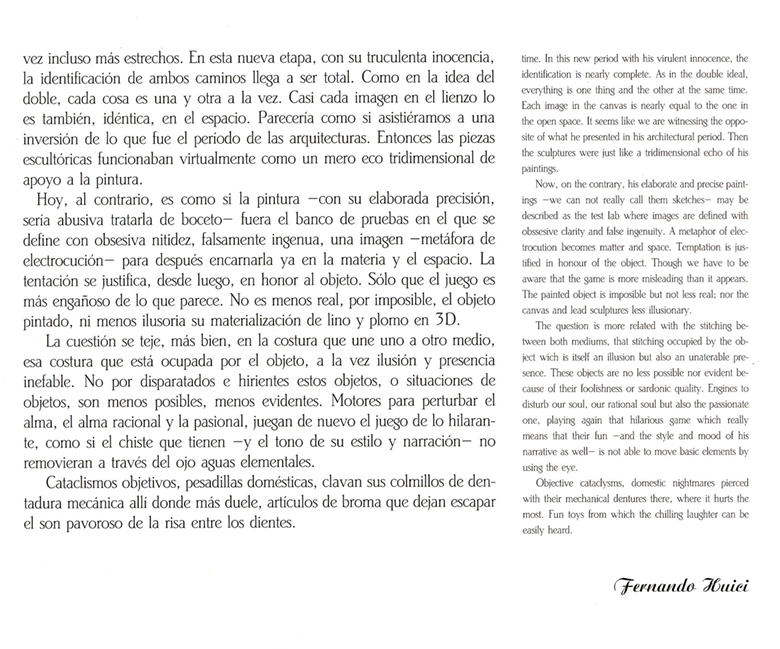 vez incluso más estrechos. En esta nueva etapa, con su truculenta inocencia,
la identificación de ambos caminos llega a ser total. Como en la idea del
doble, cada cosa es una y otra a la vez. Casi cada imagen en el lienzo lo
es también, idéntica, en el espacio. Parecería como si asistiéramos a una
inversión de lo que fue el período de las arquitecturas. Entonces las piezas
escultóricas funcionaban virtualmente como un mero eco tridimensional de
apoyo a la pintura.
Hoy, al contrario, es como si la pintura —con su elaborada precisión,
sería abusiva tratarla de boceto— fuera el banco de pruebas en el que se
define con obsesiva nitidez, falsamente ingenua, una imagen —metáfora de
electrocución— para después encarnarla ya en la materia y el espacio. La
tentación se justifica, desde luego, en honor al objeto. Sólo que el juego es
más engañoso de lo que parece. No es menos real, por imposible, el objeto
pintado, ni menos ilusoria su materialización de lino y plomo en 3D.
La cuestión se teje, más bien, en la costura que une uno a otro medio,
esa costura que está ocupada por el objeto, a la vez ilusión y presencia
inefable. No por disparatados e hirientes estos objetos, o situaciones de
objetos, son menos posibles, menos evidentes. Motores para perturbar el
alma, el alma racional y la pasional, juegan de nuevo el juego de lo hilaran-
te, como si el chiste que tienen —y el tono de su estilo y narración— no
removieran a través del ojo aguas elementales.
Cataclismos objetivos, pesadillas domésticas, clavan sus colmillos de den-
tadura mecánica allí donde más duele, artículos de broma que dejan escapar
el son pavoroso de la risa entre los dientes.
time. In this new period with his virulent innocence, the
identification is nearly complete. As in the double ideal,
everything is one thing and the other at the same time.
Each image in the canvas is nearly equal to the one in
the open space. It seems like we are witnessing the oppo-
site of what he presented in his architectural period. Then
the sculptures were just like a tridimensional echo of his
paintings.
Now, on the contrary, his elaborate and precise paint-
ings —we can not really call them sketches— may be
described as the test lab where images are defined with
obssesive clarity and false ingenuity. A metaphor of elec-
trocution becomes matter and space. Temptation is jus-
tified in honour of the object. Though we have to be
aware that the game is more misleading than it appears.
The painted object is imposible but not less real; nor the
canvas and lead sculptures less illusionary.
The question is more related with the stitching be-
tween both mediums, that stitching occupied by the ob-
ject wich is itself an illusion but also an unaterable pre-
sence. These objects are no less possible nor evident be-
cause of their foolishness or sardonic quality. Engines to
disturb our soul, our rational soul but also the passionate
one, playing again that hilarious game which really
means that their fun —and the style and mood of his
narrative as well— is not able to move basic elements by
using the eye.
Objective cataclysms, domestic nightmares pierced
with their mechanical dentures there, where it hurts the
most. Fun toys from which the chilling laughter can be
easily heard.
Fernando Huici